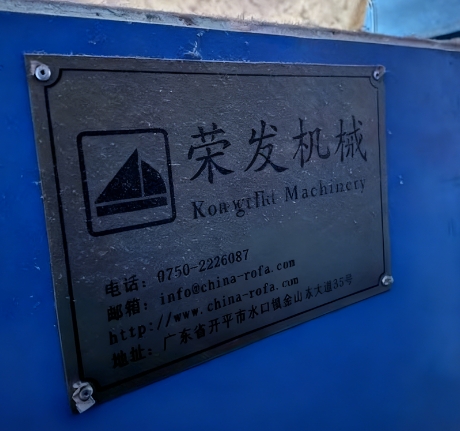 荣发机械
Machinery
电话：0750-2226087
邮箱：info@china-rofa.com
http://www.china-rofa.com
地址：广东省开平市水口镇金山东大道35号